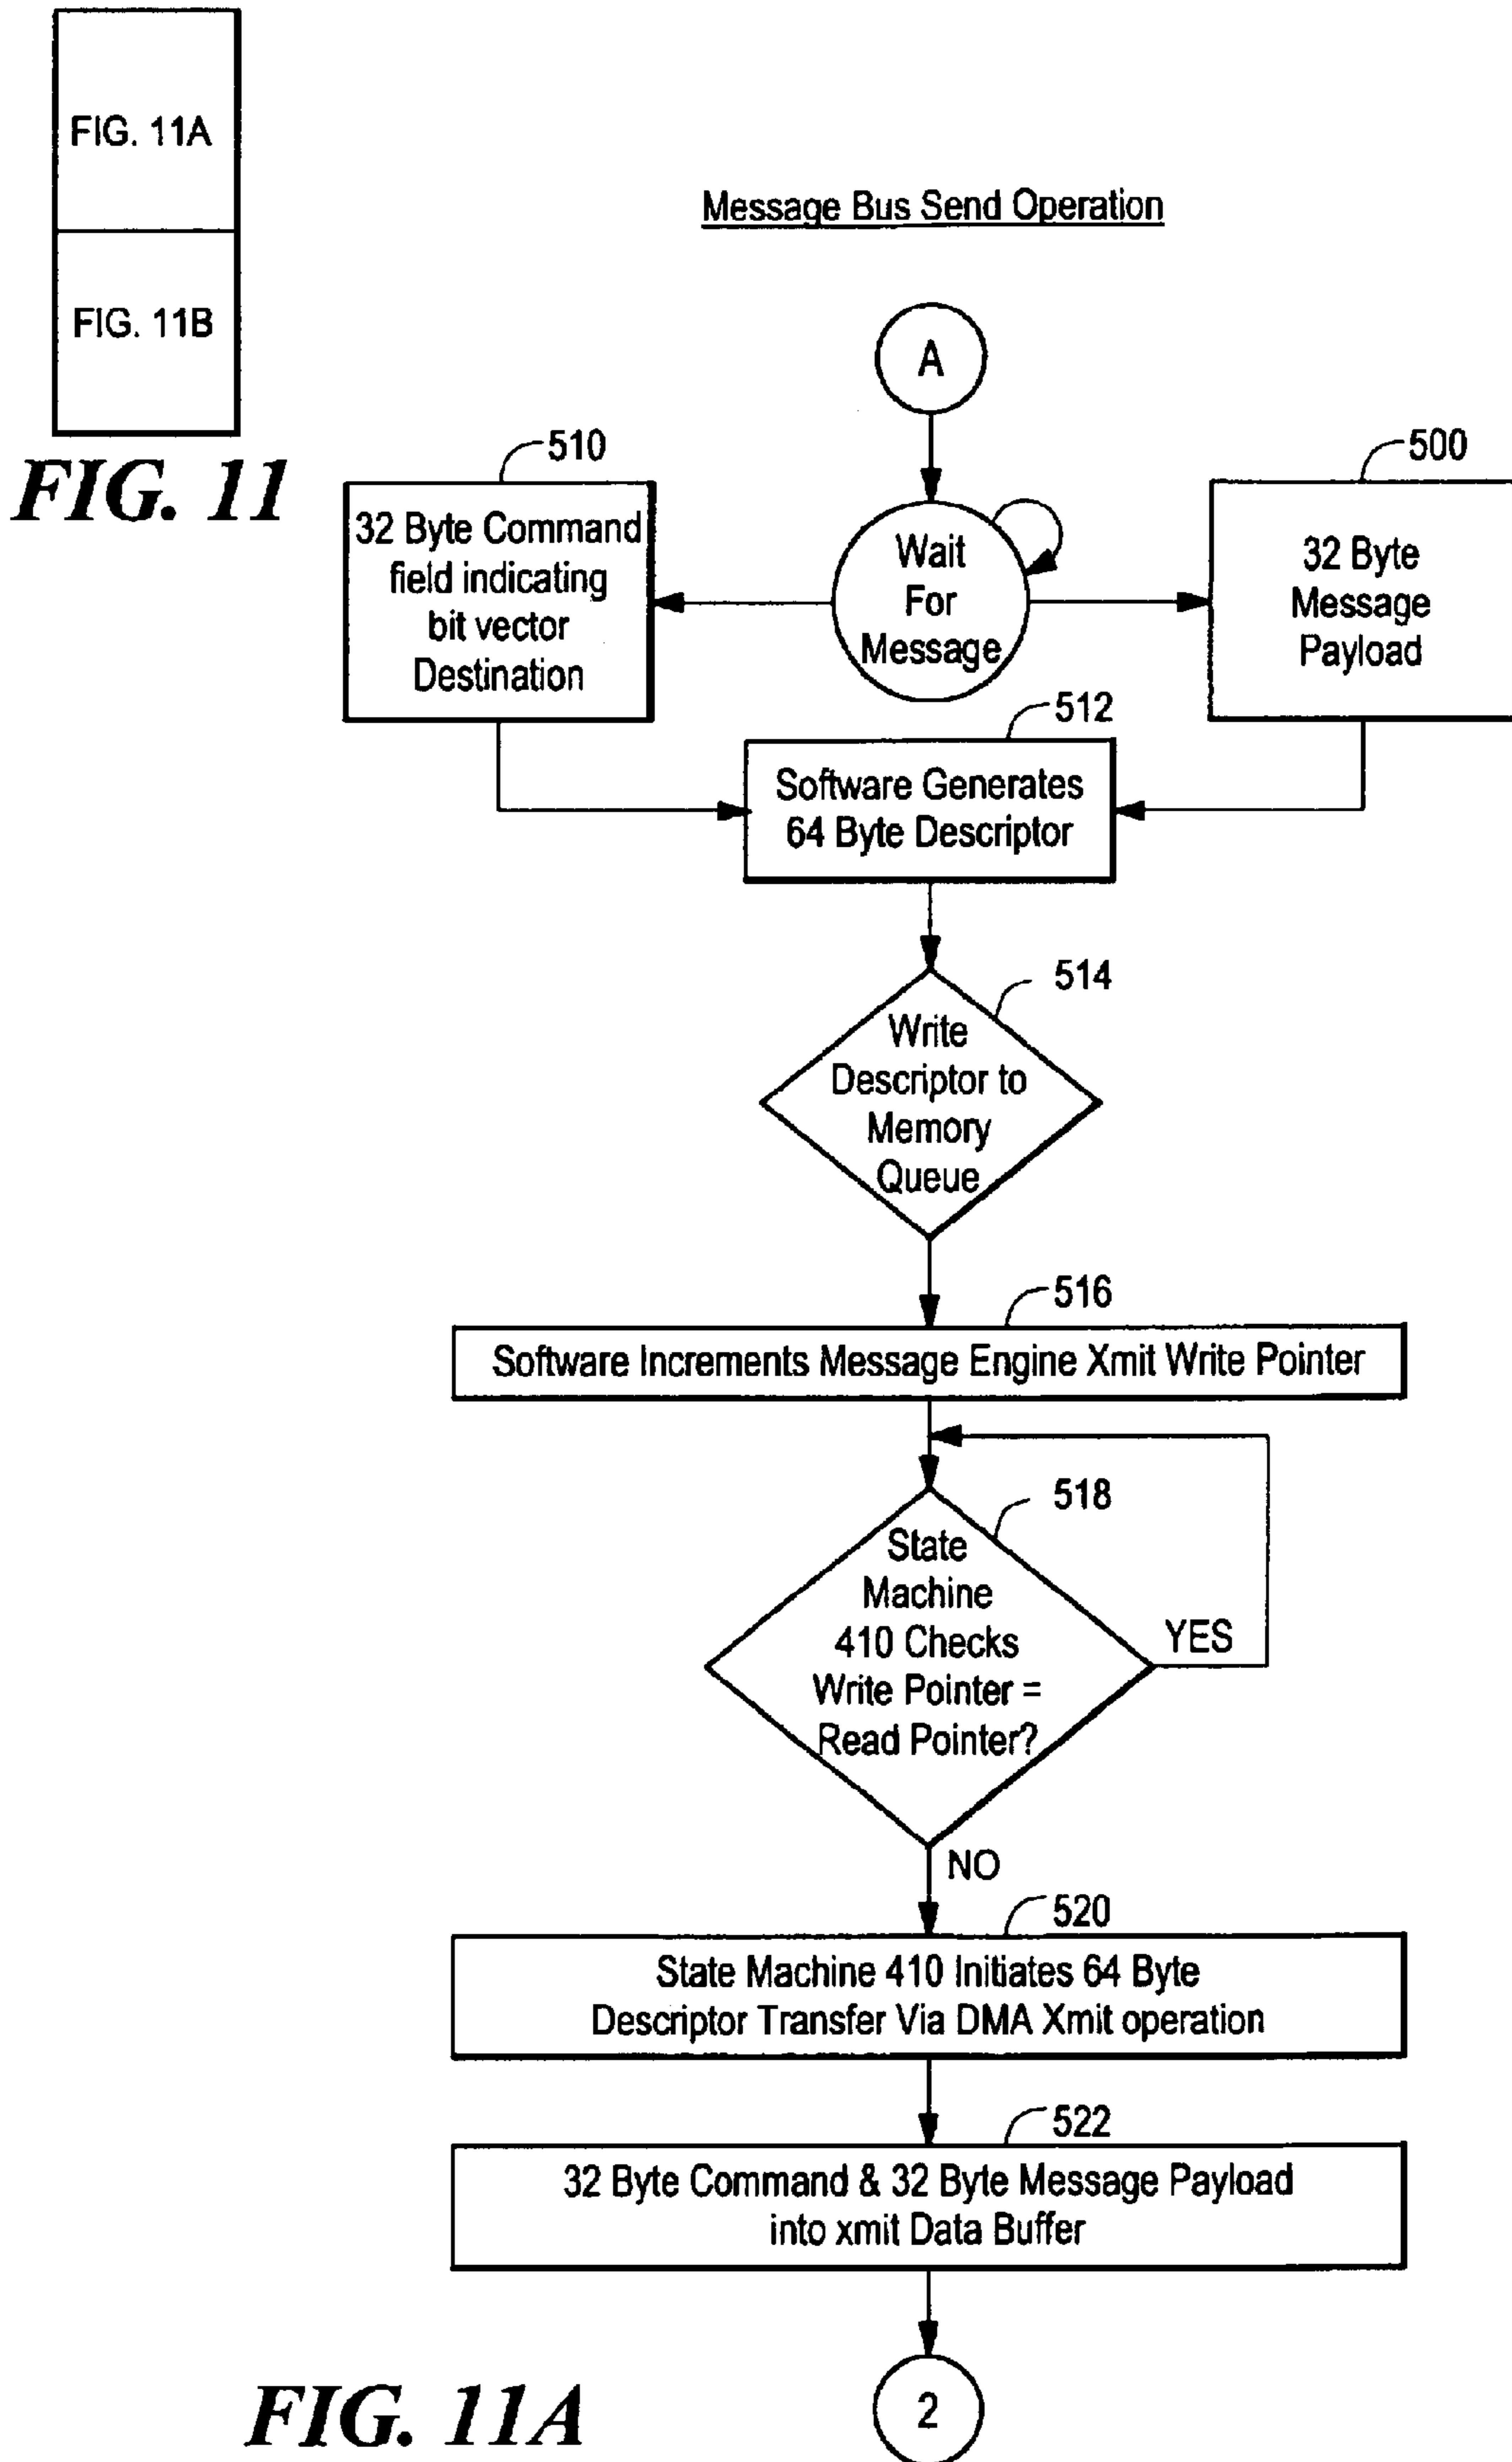 FIG. 11A
FIG. 11B
FIG. 11
Message Bus Send Operation
A
510
32 Byte Command
field indicating
bit vector
Destination
Wait
For
Message
500
32 Byte
Message
Payload
512
Software Generates
64 Byte Descriptor
514
Write
Descriptor to
Memory
Queue
516
Software Increments Message Engine Xmit Write Pointer
518
State
Machine
410 Checks
Write Pointer =
Read Pointer?
YES
NO
520
State Machine 410 Initiates 64 Byte
Descriptor Transfer Via DMA Xmit operation
522
32 Byte Command & 32 Byte Message Payload
into xmit Data Buffer
2
FIG. 11A